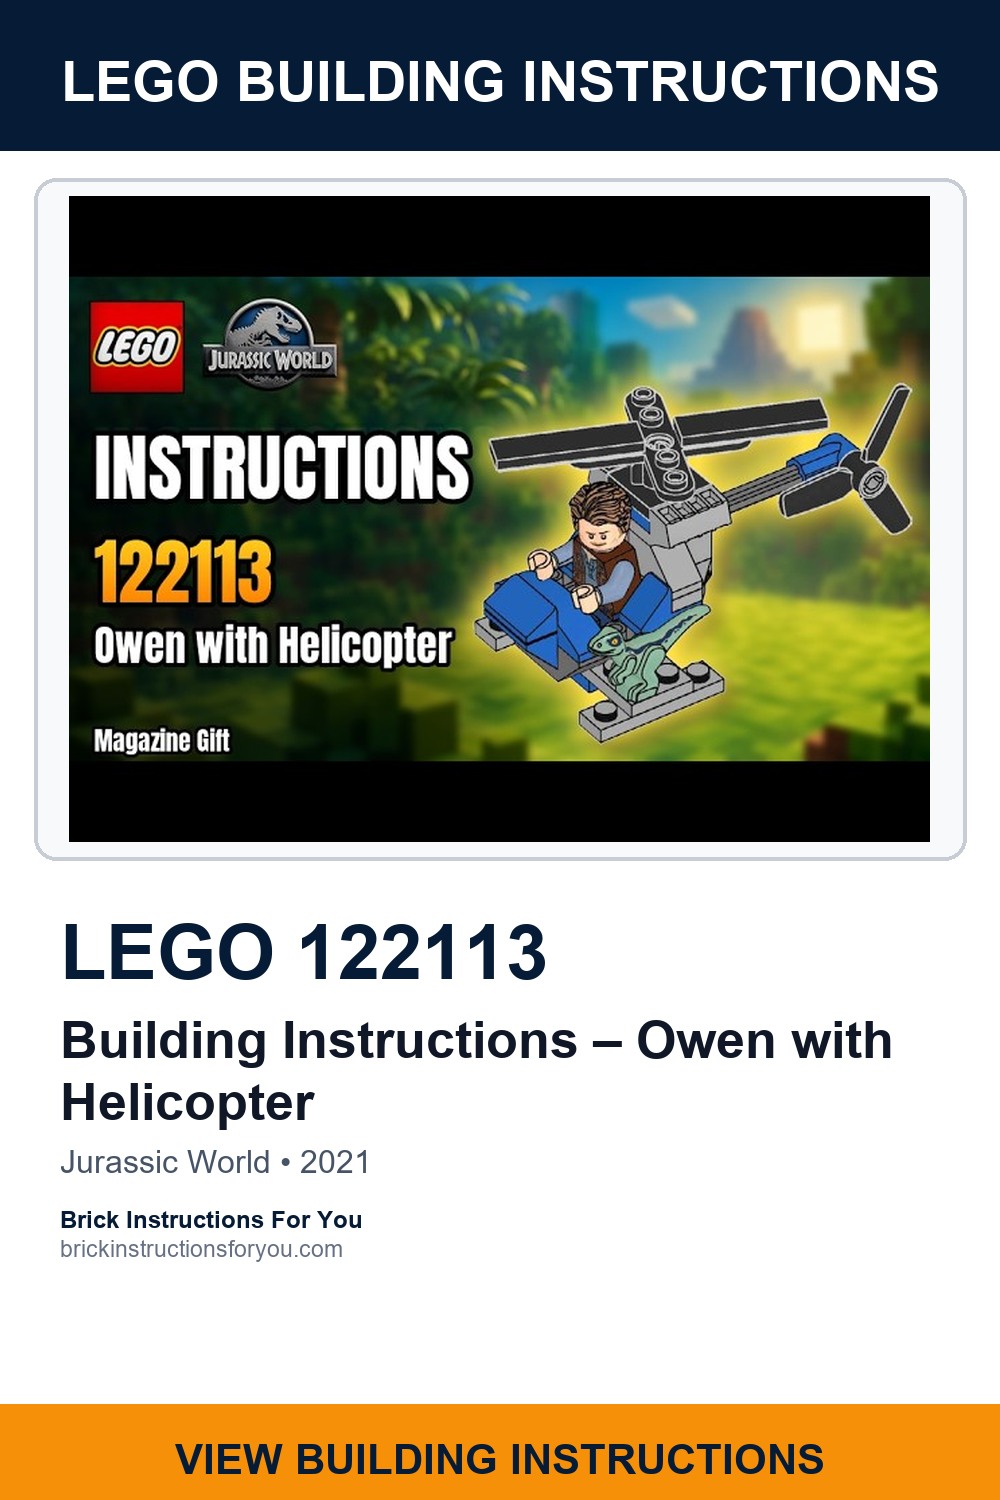 LEGO BUILDING INSTRUCTIONS
LEGO
JURASSIC WORLD
INSTRUCTIONS
122113
Owen with Helicopter
Magazine Gift
LEGO 122113
Building Instructions – Owen with
Helicopter
Jurassic World • 2021
Brick Instructions For You
brickinstructionsforyou.com
VIEW BUILDING INSTRUCTIONS